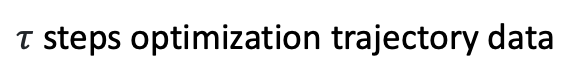 τ steps optimization trajectory data